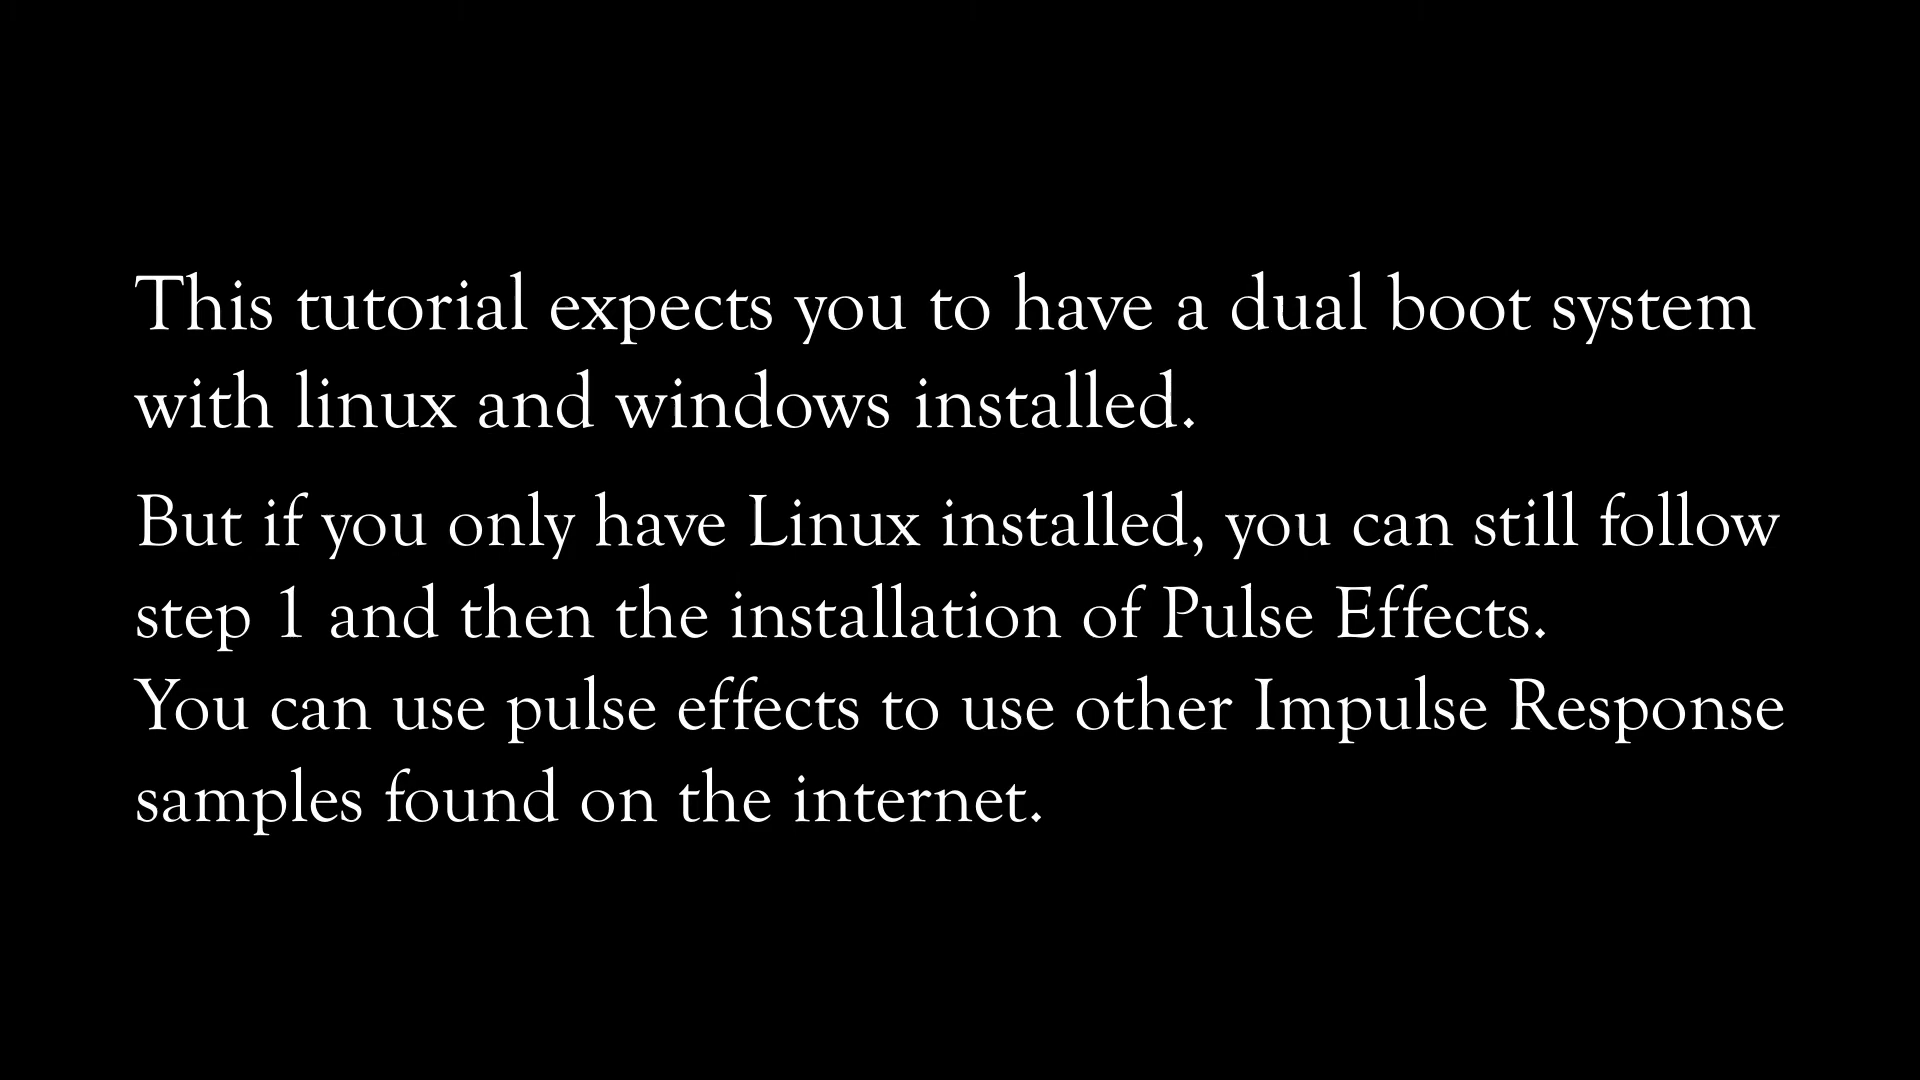 This tutorial expects you to have a dual boot system
with linux and windows installed.
But if you only have Linux installed, you can still follow
step 1 and then the installation of Pulse Effects.
You can use pulse effects to use other Impulse Response
samples found on the internet.